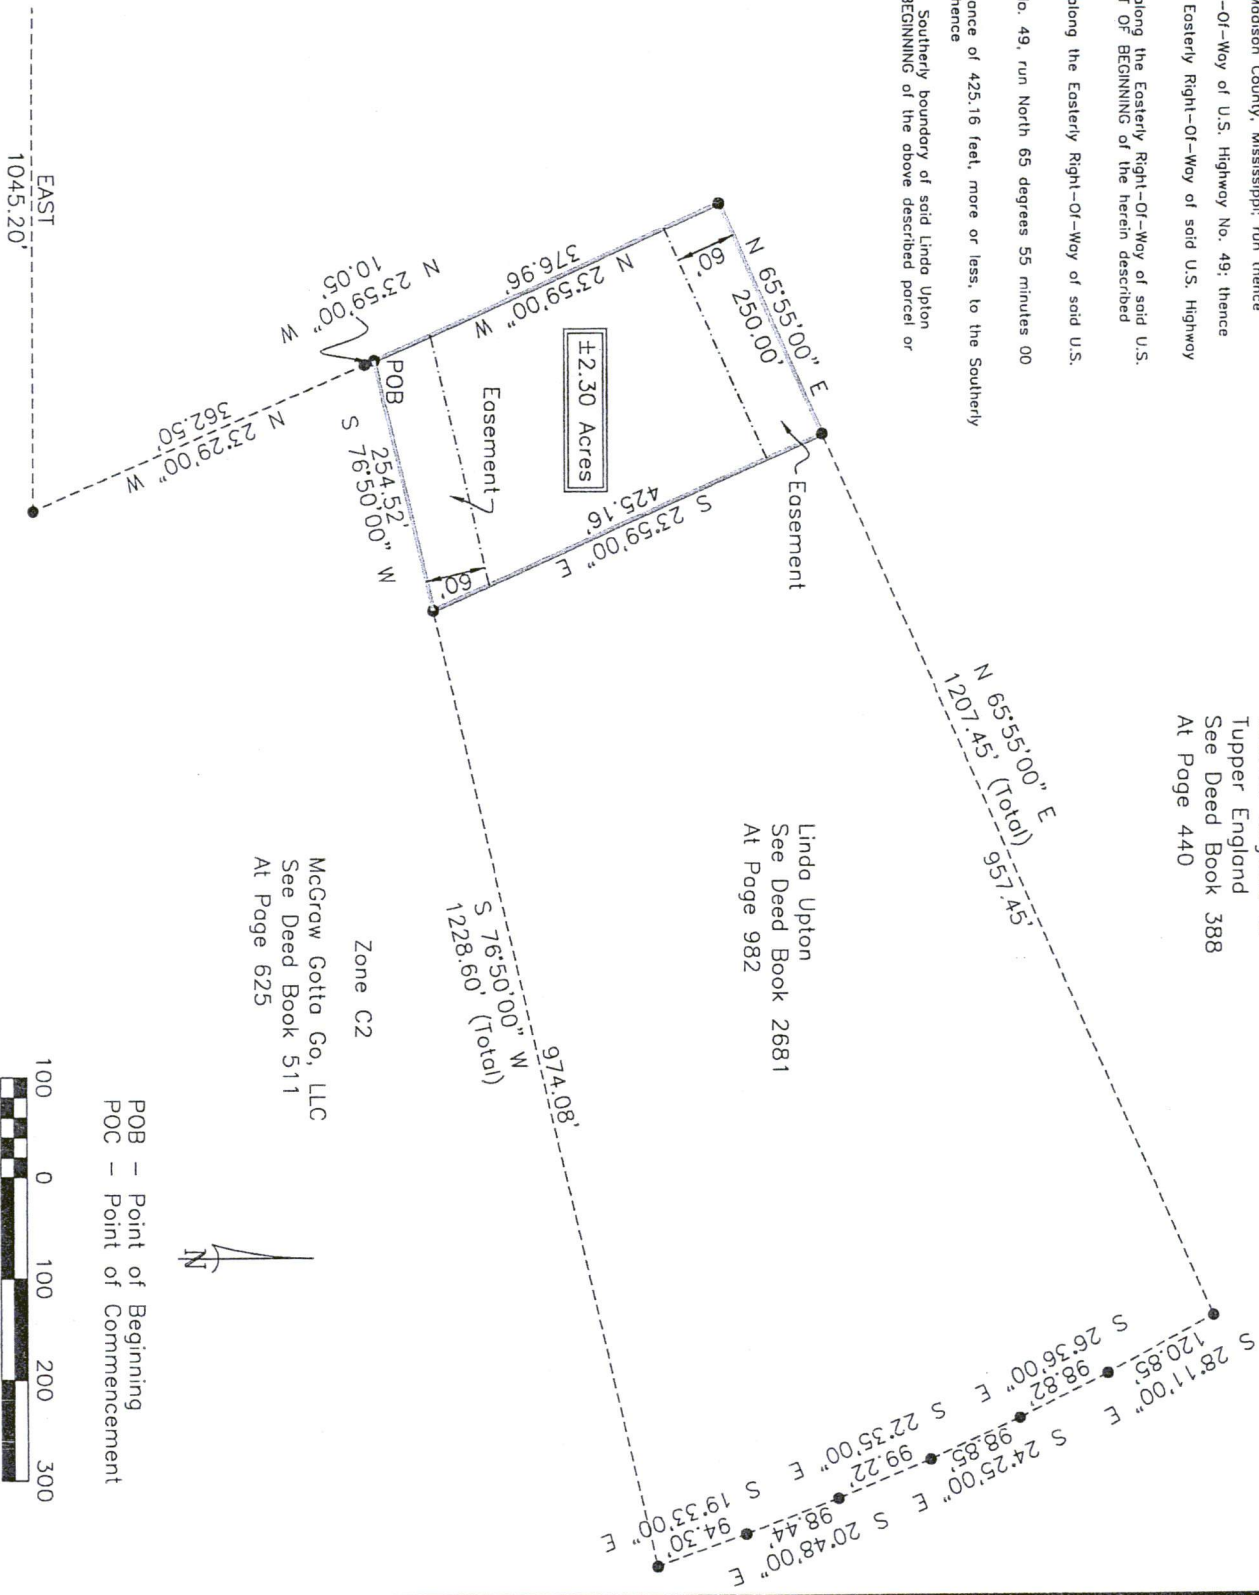 Madison County, Mississippi; run thence
-Of-Way of U.S. Highway No. 49; thence
Easterly Right-Of-Way of said U.S. Highway
along the Easterly Right-Of-Way of said U.S.
OF BEGINNING of the herein described
along the Easterly Right-Of-Way of said U.S.
No. 49, run North 65 degrees 55 minutes 00
ance of 425.16 feet, more or less, to the Southerly
hence
Southerly boundary of said Linda Upton
BEGINNING of the above described parcel or
Tupper England
See Deed Book 388
At Page 440
N 65°55'00" E
250.00'
60'
Easement
N 23°59'00" W
376.96'
±2.30 Acres
S 23°59'00" E
425.16'
Easement
60'
POB
N 23°59'00" W
10.05'
254.52'
S 76°50'00" W
N 23°29'00" W
362.50'
EAST
1045.20'
N 65°55'00" E
1207.45' (Total)
957.45'
Linda Upton
See Deed Book 2681
At Page 982
974.08'
S 76°50'00" W
1228.60' (Total)
Zone C2
McGraw Gotta Go, LLC
See Deed Book 511
At Page 625
S 28°11'00" E
120.85'
S 26°36'00" E
98.82'
S 24°25'00" E
98.85'
S 22°35'00" E
99.22'
S 20°48'00" E
98.44'
S 19°33'00" E
94.30'
N
POB - Point of Beginning
POC - Point of Commencement
100 0 100 200 300